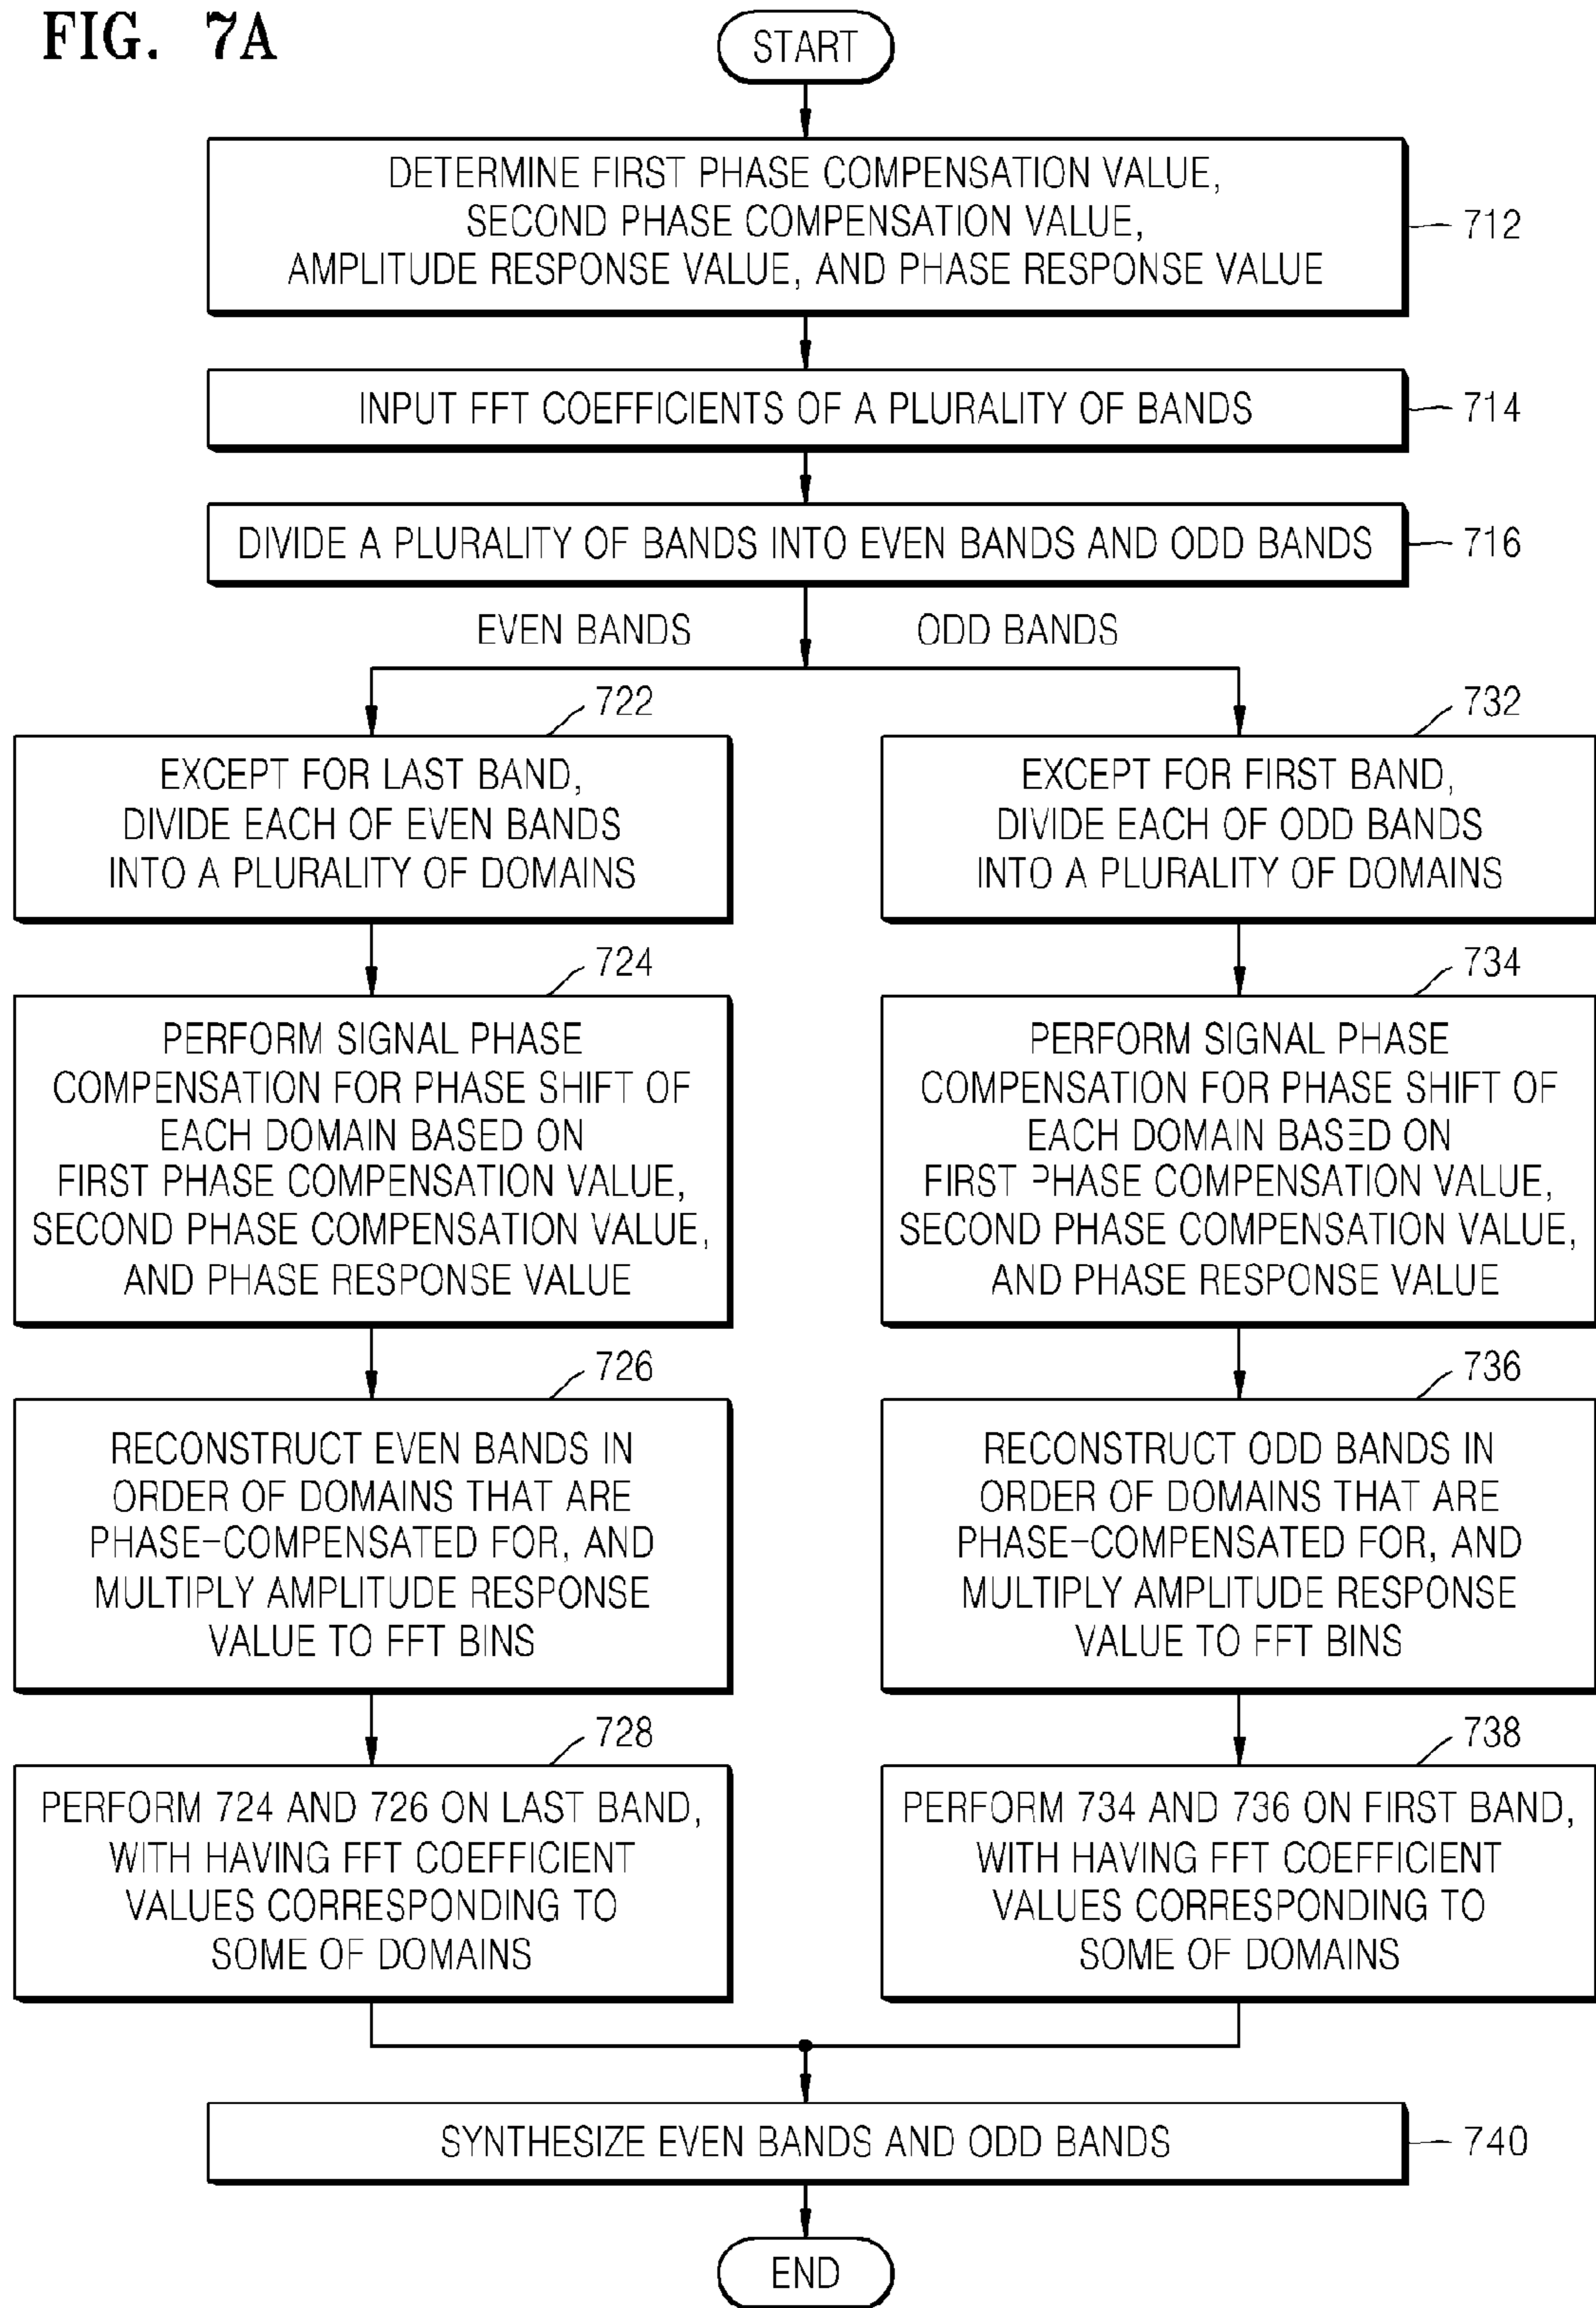 FIG. 7A
START
DETERMINE FIRST PHASE COMPENSATION VALUE,
SECOND PHASE COMPENSATION VALUE,
AMPLITUDE RESPONSE VALUE, AND PHASE RESPONSE VALUE
712
INPUT FFT COEFFICIENTS OF A PLURALITY OF BANDS
714
DIVIDE A PLURALITY OF BANDS INTO EVEN BANDS AND ODD BANDS
716
EVEN BANDS
ODD BANDS
722
EXCEPT FOR LAST BAND,
DIVIDE EACH OF EVEN BANDS
INTO A PLURALITY OF DOMAINS
724
PERFORM SIGNAL PHASE
COMPENSATION FOR PHASE SHIFT OF
EACH DOMAIN BASED ON
FIRST PHASE COMPENSATION VALUE,
SECOND PHASE COMPENSATION VALUE,
AND PHASE RESPONSE VALUE
726
RECONSTRUCT EVEN BANDS IN
ORDER OF DOMAINS THAT ARE
PHASE-COMPENSATED FOR, AND
MULTIPLY AMPLITUDE RESPONSE
VALUE TO FFT BINS
728
PERFORM 724 AND 726 ON LAST BAND,
WITH HAVING FFT COEFFICIENT
VALUES CORRESPONDING TO
SOME OF DOMAINS
732
EXCEPT FOR FIRST BAND,
DIVIDE EACH OF ODD BANDS
INTO A PLURALITY OF DOMAINS
734
PERFORM SIGNAL PHASE
COMPENSATION FOR PHASE SHIFT OF
EACH DOMAIN BASED ON
FIRST PHASE COMPENSATION VALUE,
SECOND PHASE COMPENSATION VALUE,
AND PHASE RESPONSE VALUE
736
RECONSTRUCT ODD BANDS IN
ORDER OF DOMAINS THAT ARE
PHASE-COMPENSATED FOR, AND
MULTIPLY AMPLITUDE RESPONSE
VALUE TO FFT BINS
738
PERFORM 734 AND 736 ON FIRST BAND,
WITH HAVING FFT COEFFICIENT
VALUES CORRESPONDING TO
SOME OF DOMAINS
SYNTHESIZE EVEN BANDS AND ODD BANDS
740
END